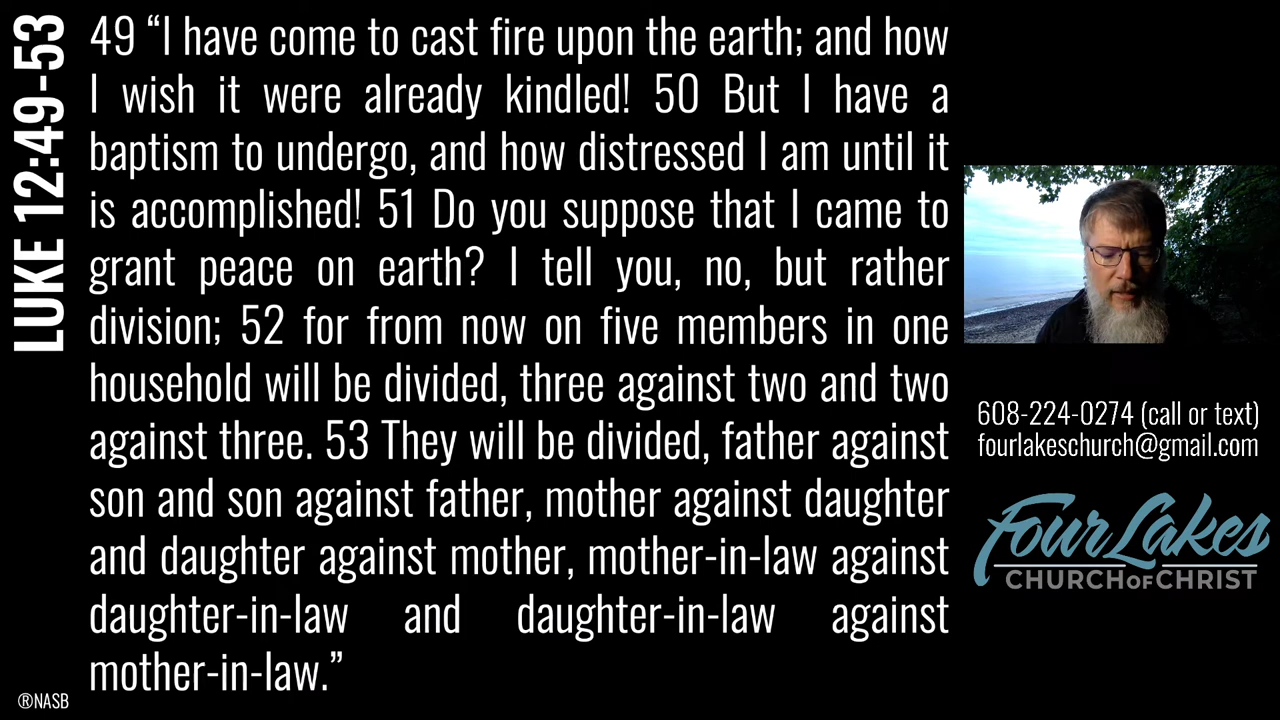 LUKE 12:49-53
49 “I have come to cast fire upon the earth; and how
I wish it were already kindled! 50 But I have a
baptism to undergo, and how distressed I am until it
is accomplished! 51 Do you suppose that I came to
grant peace on earth? I tell you, no, but rather
division; 52 for from now on five members in one
household will be divided, three against two and two
against three. 53 They will be divided, father against
son and son against father, mother against daughter
and daughter against mother, mother-in-law against
daughter-in-law and daughter-in-law against
mother-in-law.”
®NASB
608-224-0274 (call or text)
fourlakeschurch@gmail.com
Four Lakes
CHURCH OF CHRIST